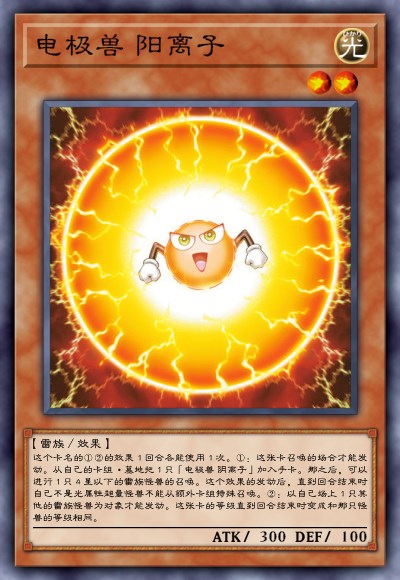 电极兽 阳离子
光
ひかり
【雷族／效果】
这个卡名的①②的效果1回合各能使用1次。①：这张卡召唤的场合才能发
动。从自己的卡组·墓地把1只「电极兽 阴离子」加入手卡。那之后，可以
进行1只4星以下的雷族怪兽的召唤。这个效果的发动后，直到回合结束时
自己不是光属性超量怪兽不能从额外卡组特殊召唤。②：以自己场上1只其
他的雷族怪兽为对象才能发动。这张卡的等级直到回合结束时变成和那只怪
兽的等级相同。
ATK/ 300 DEF/ 100